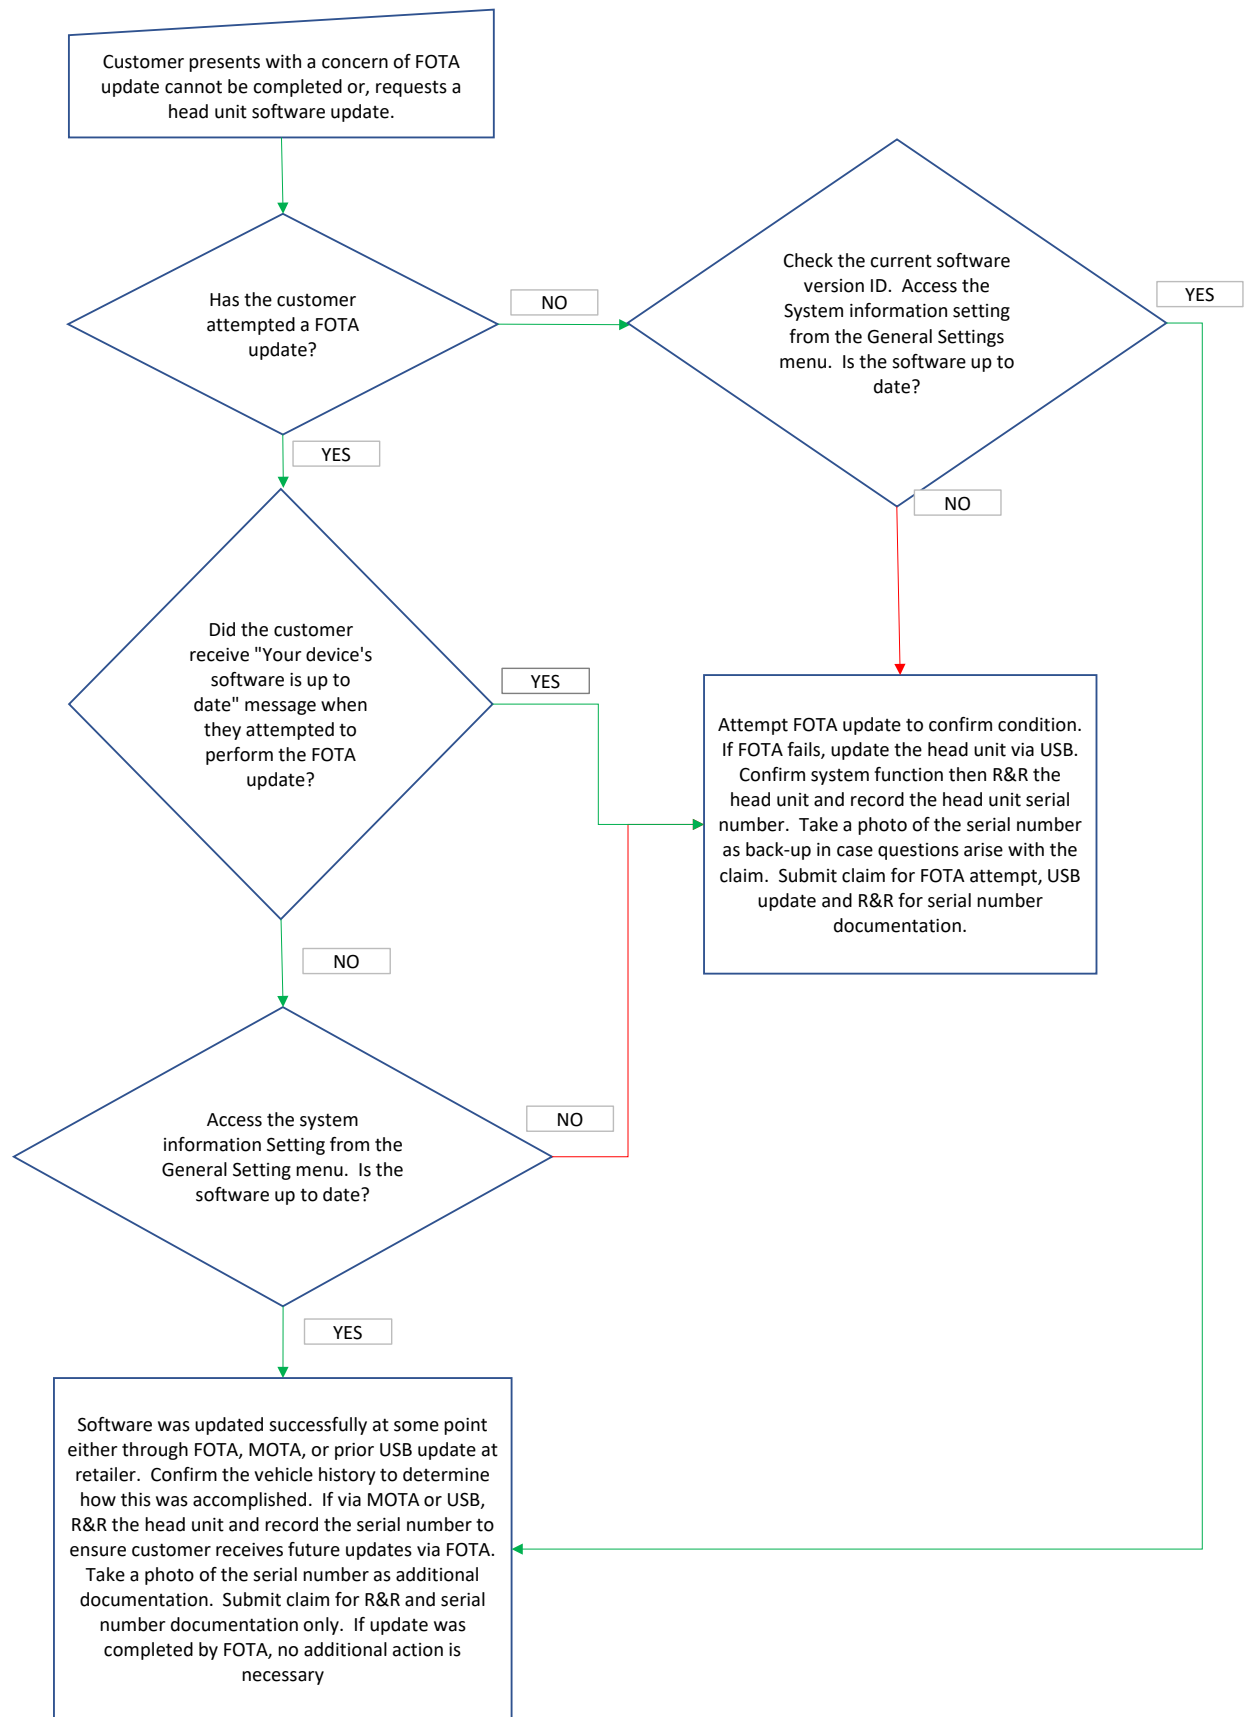 Customer presents with a concern of FOTA
update cannot be completed or, requests a
head unit software update.
Has the customer
attempted a FOTA
update?
NO
Check the current software
version ID.  Access the
System information setting
from the General Settings
menu.  Is the software up to
date?
YES
YES
NO
Did the customer
receive "Your device's
software is up to
date" message when
they attempted to
perform the FOTA
update?
YES
Attempt FOTA update to confirm condition.
If FOTA fails, update the head unit via USB.
Confirm system function then R&R the
head unit and record the head unit serial
number.  Take a photo of the serial number
as back-up in case questions arise with the
claim.  Submit claim for FOTA attempt, USB
update and R&R for serial number
documentation.
NO
Access the system
information Setting from the
General Setting menu.  Is the
software up to date?
NO
YES
Software was updated successfully at some point
either through FOTA, MOTA, or prior USB update at
retailer.  Confirm the vehicle history to determine
how this was accomplished.  If via MOTA or USB,
R&R the head unit and record the serial number to
ensure customer receives future updates via FOTA.
Take a photo of the serial number as additional
documentation.  Submit claim for R&R and serial
number documentation only.  If update was
completed by FOTA, no additional action is
necessary